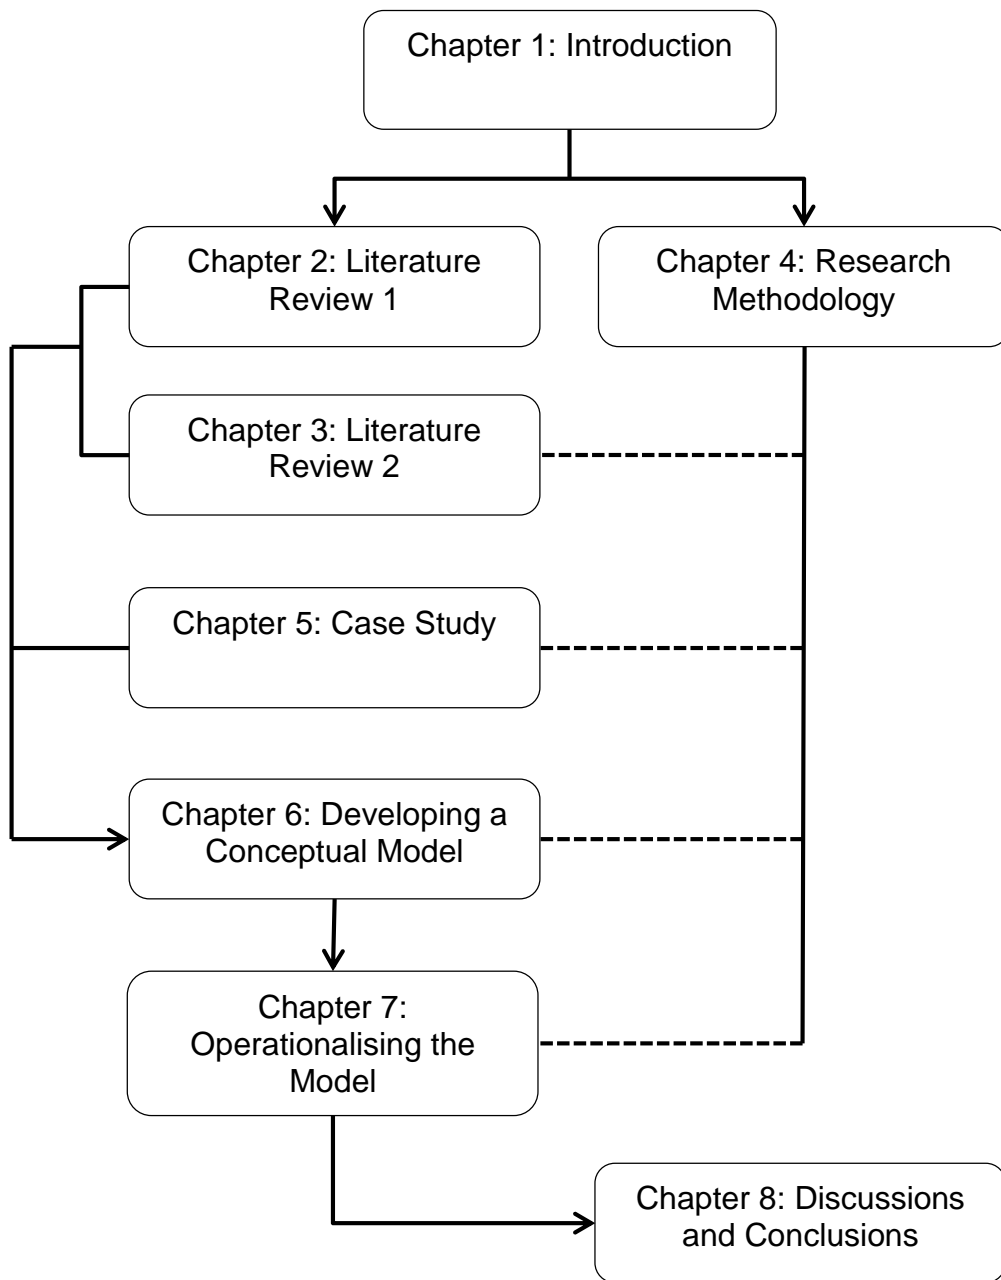 Chapter 1: Introduction
Chapter 2: Literature
Review 1
Chapter 4: Research
Methodology
Chapter 3: Literature
Review 2
Chapter 5: Case Study
Chapter 6: Developing a
Conceptual Model
Chapter 7:
Operationalising the
Model
Chapter 8: Discussions
and Conclusions